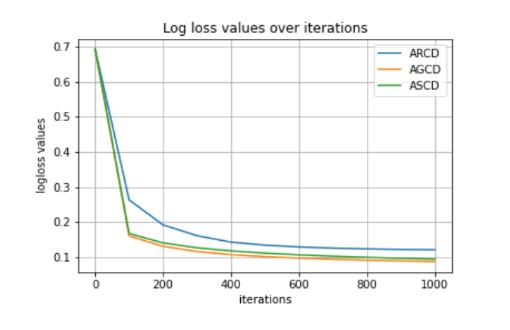 Log loss values over iterations
0.7
0.6
0.5
0.4
0.3
0.2
0.1
logloss values
ARCD
AGCD
ASCD
0 200 400 600 800 1000
iterations